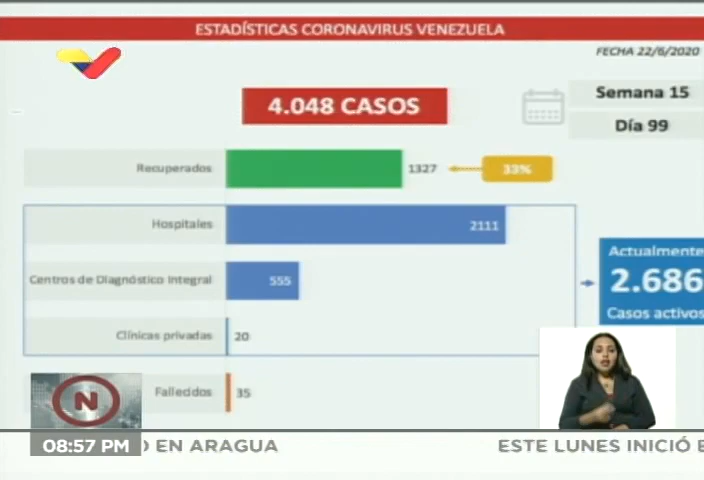 ESTADÍSTICAS CORONAVIRUS VENEZUELA
FECHA 22/6/2020
4.048 CASOS
Semana 15
Día 99
Recuperados 1327 33%
Hospitales 2111
Centros de Diagnóstico Integral 555
Actualmente
2.686
Casos activos
Clínicas privadas 20
Fallecidos 35
N
08:57 PM O EN ARAGUA ESTE LUNES INICIÓ E